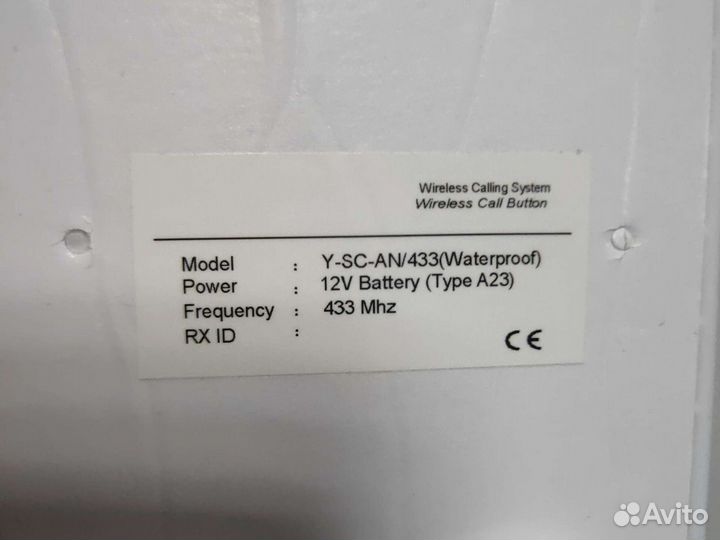 Wireless Calling System
Wireless Call Button
Model : Y-SC-AN/433(Waterproof)
Power : 12V Battery (Type A23)
Frequency : 433 Mhz
RX ID :
CE
Avito